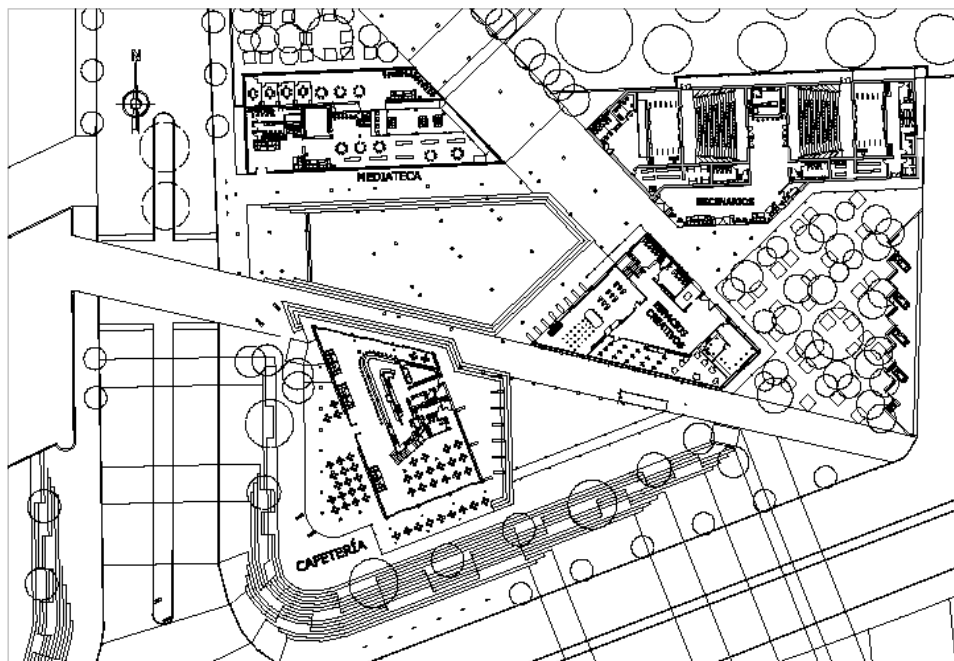 N
MEDIATECA
ESCENARIOS
ESPACIOS
CREATIVOS
CAFETERÍA